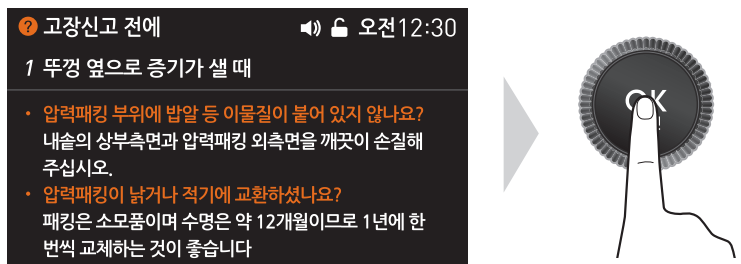 ? 고장신고 전에 오전12:30
1 뚜껑 옆으로 증기가 샐 때
• 압력패킹 부위에 밥알 등 이물질이 붙어 있지 않나요?
내솥의 상부측면과 압력패킹 외측면을 깨끗이 손질해
주십시오.
• 압력패킹이 낡거나 적기에 교환하셨나요?
패킹은 소모품이며 수명은 약 12개월이므로 1년에 한
번씩 교체하는 것이 좋습니다
OK